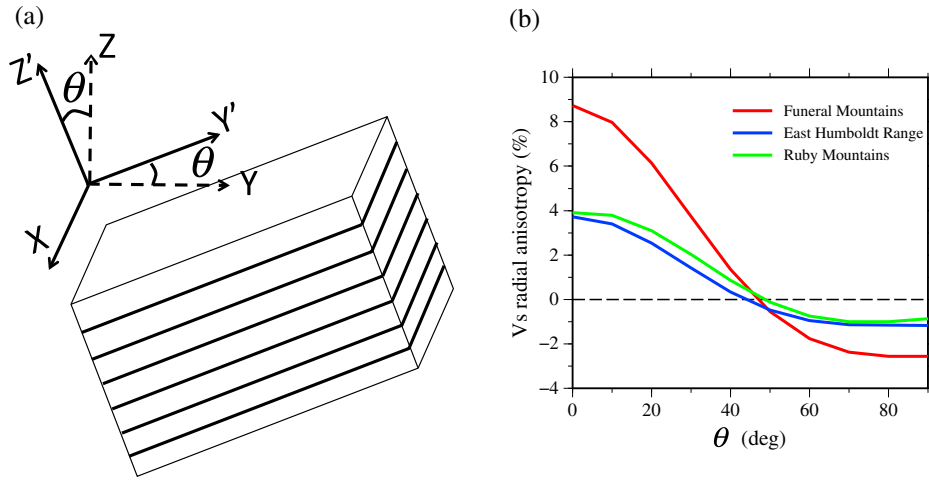 (a)
Z'
θ
Z
Y'
θ
Y
X
(b)
Vs radial anisotropy (%)
10
8
6
4
2
0
−2
−4
Funeral Mountains
East Humboldt Range
Ruby Mountains
0 20 40 60 80
θ (deg)